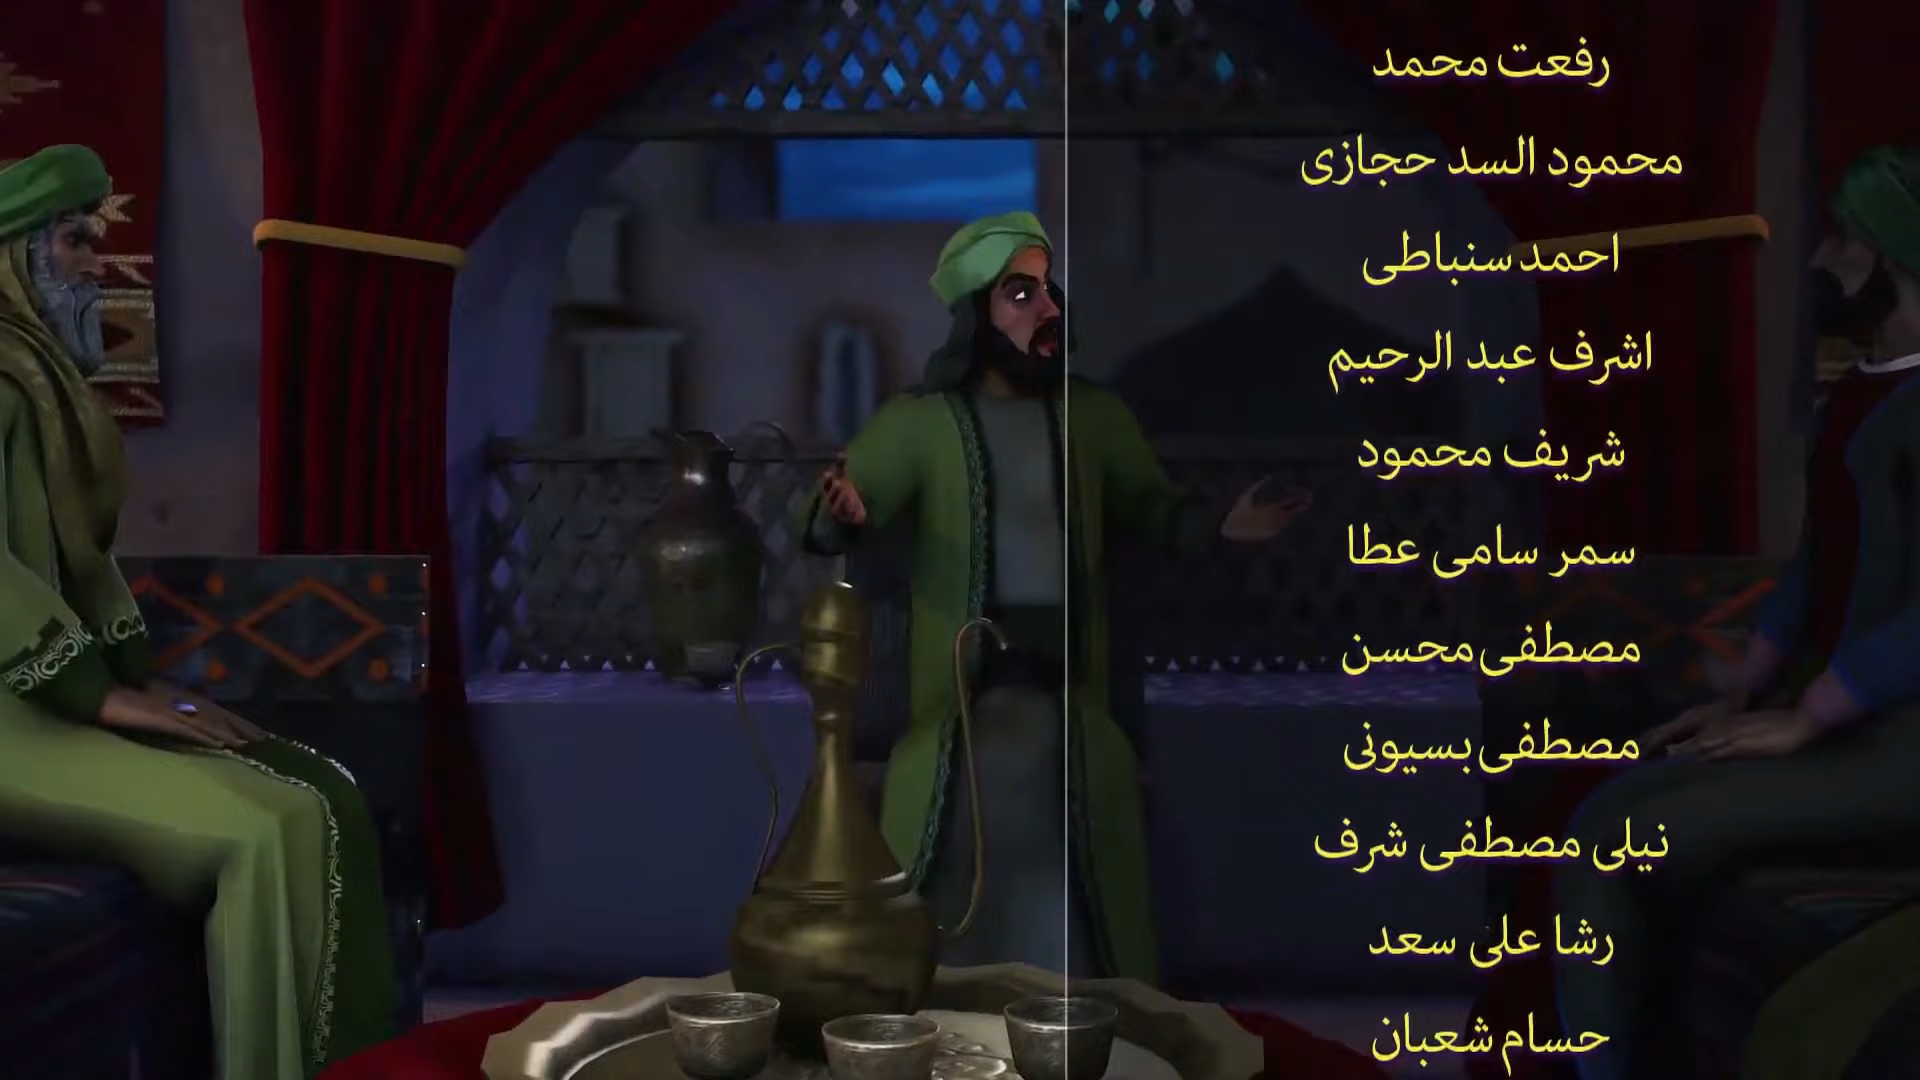 رفعت محمد
محمود السد حجازى
احمد سنباطى
اشرف عبد الرحيم
شريف محمود
سمر سامى عطا
مصطفى محسن
مصطفى بسيونى
نيلى مصطفى شرف
رشا على سعد
حسام شعبان